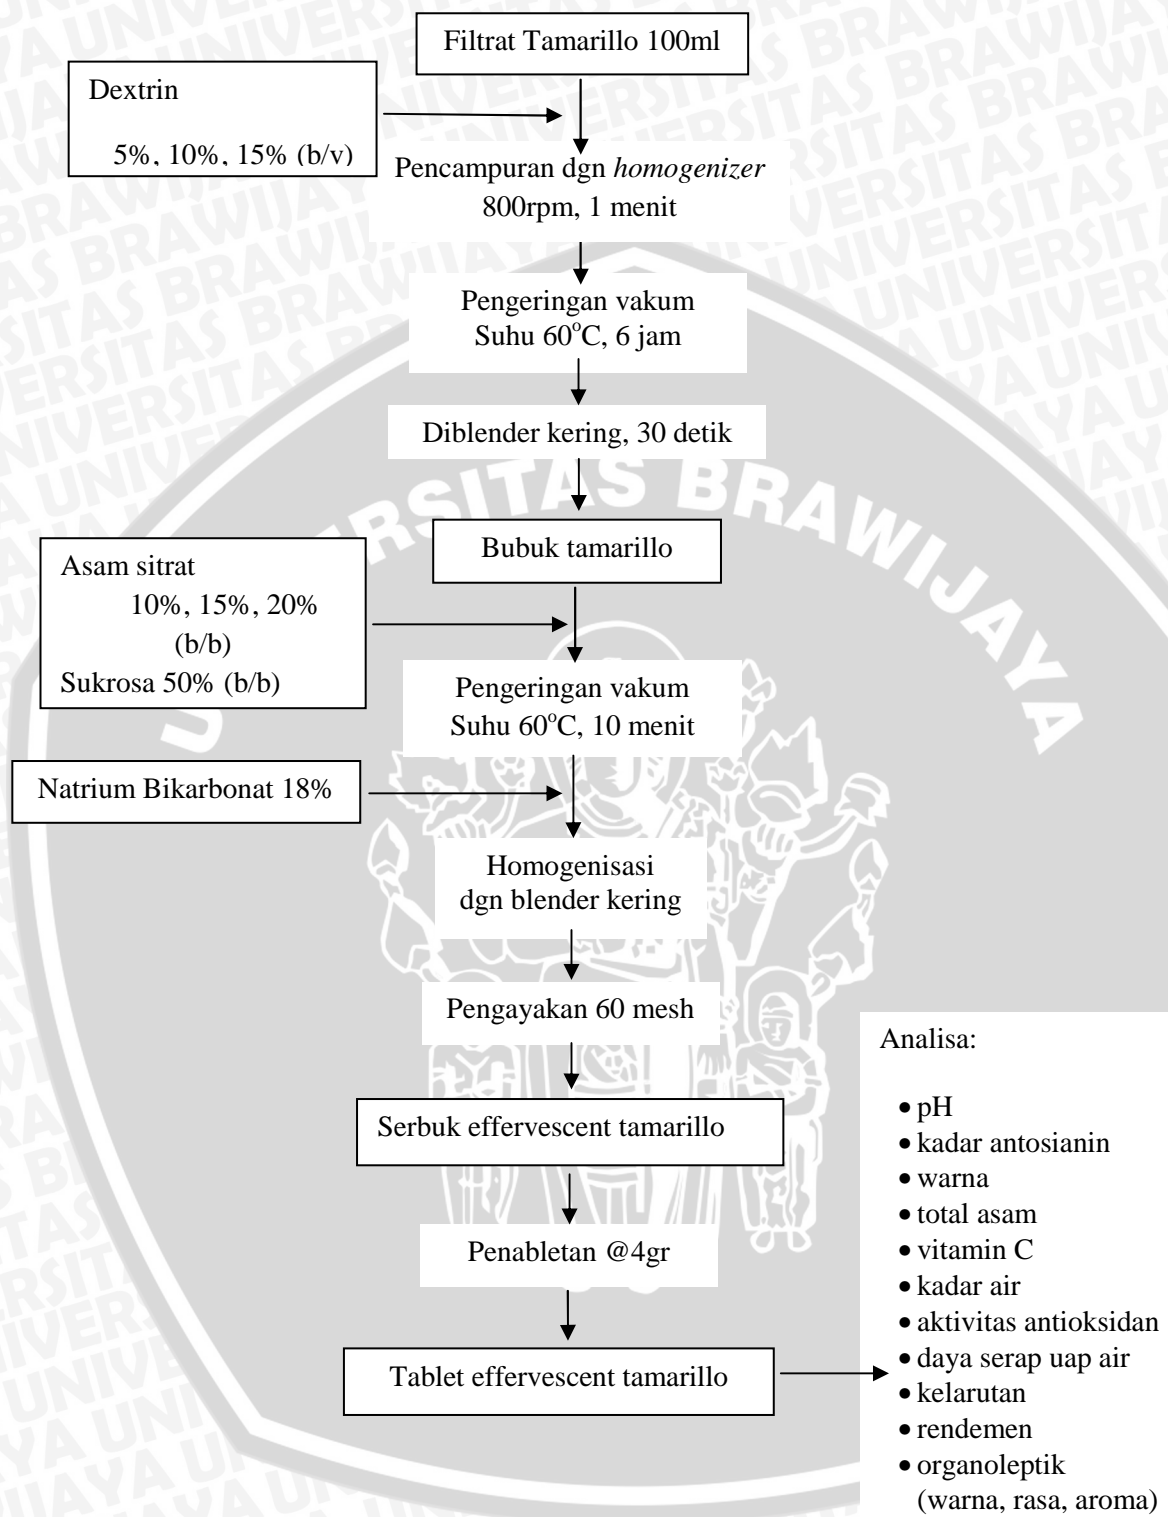 Filtrat Tamarillo 100ml
Dextrin
5%, 10%, 15% (b/v)
Pencampuran dgn homogenizer
800rpm, 1 menit
Pengeringan vakum
Suhu 60°C, 6 jam
Diblender kering, 30 detik
Bubuk tamarillo
Asam sitrat
10%, 15%, 20%
(b/b)
Sukrosa 50% (b/b)
Pengeringan vakum
Suhu 60°C, 10 menit
Natrium Bikarbonat 18%
Homogenisasi
dgn blender kering
Pengayakan 60 mesh
Serbuk effervescent tamarillo
Penabletan @4gr
Tablet effervescent tamarillo
Analisa:
• pH
• kadar antosianin
• warna
• total asam
• vitamin C
• kadar air
• aktivitas antioksidan
• daya serap uap air
• kelarutan
• rendemen
• organoleptik
(warna, rasa, aroma)
UNIVERSITAS BRAWIJAYA